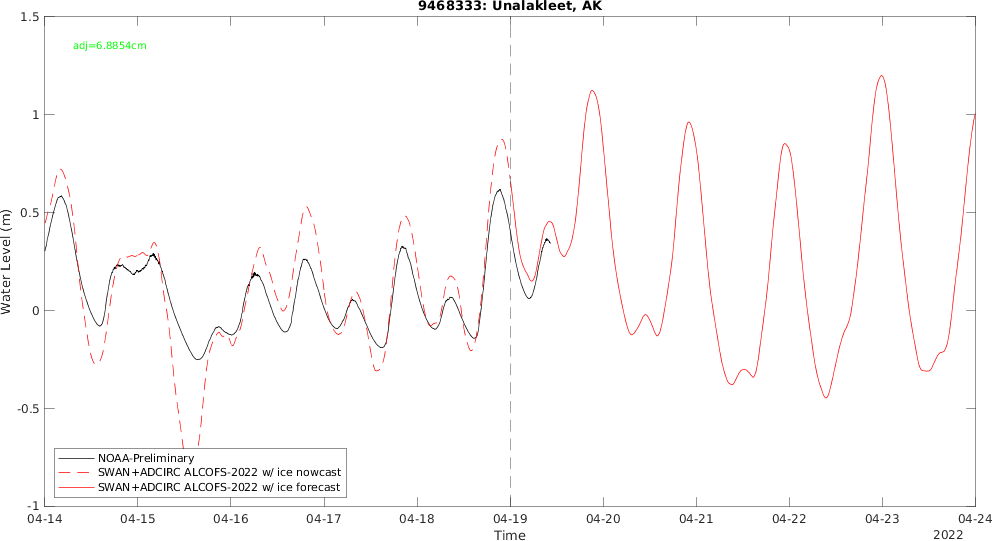 9468333: Unalakleet, AK
adj=6.8854cm
Water Level (m)
1.5
1
0.5
0
-0.5
-1
NOAA-Preliminary
SWAN+ADCIRC ALCOFS-2022 w/ ice nowcast
SWAN+ADCIRC ALCOFS-2022 w/ ice forecast
04-14 04-15 04-16 04-17 04-18 04-19 04-20 04-21 04-22 04-23 04-24
Time
2022